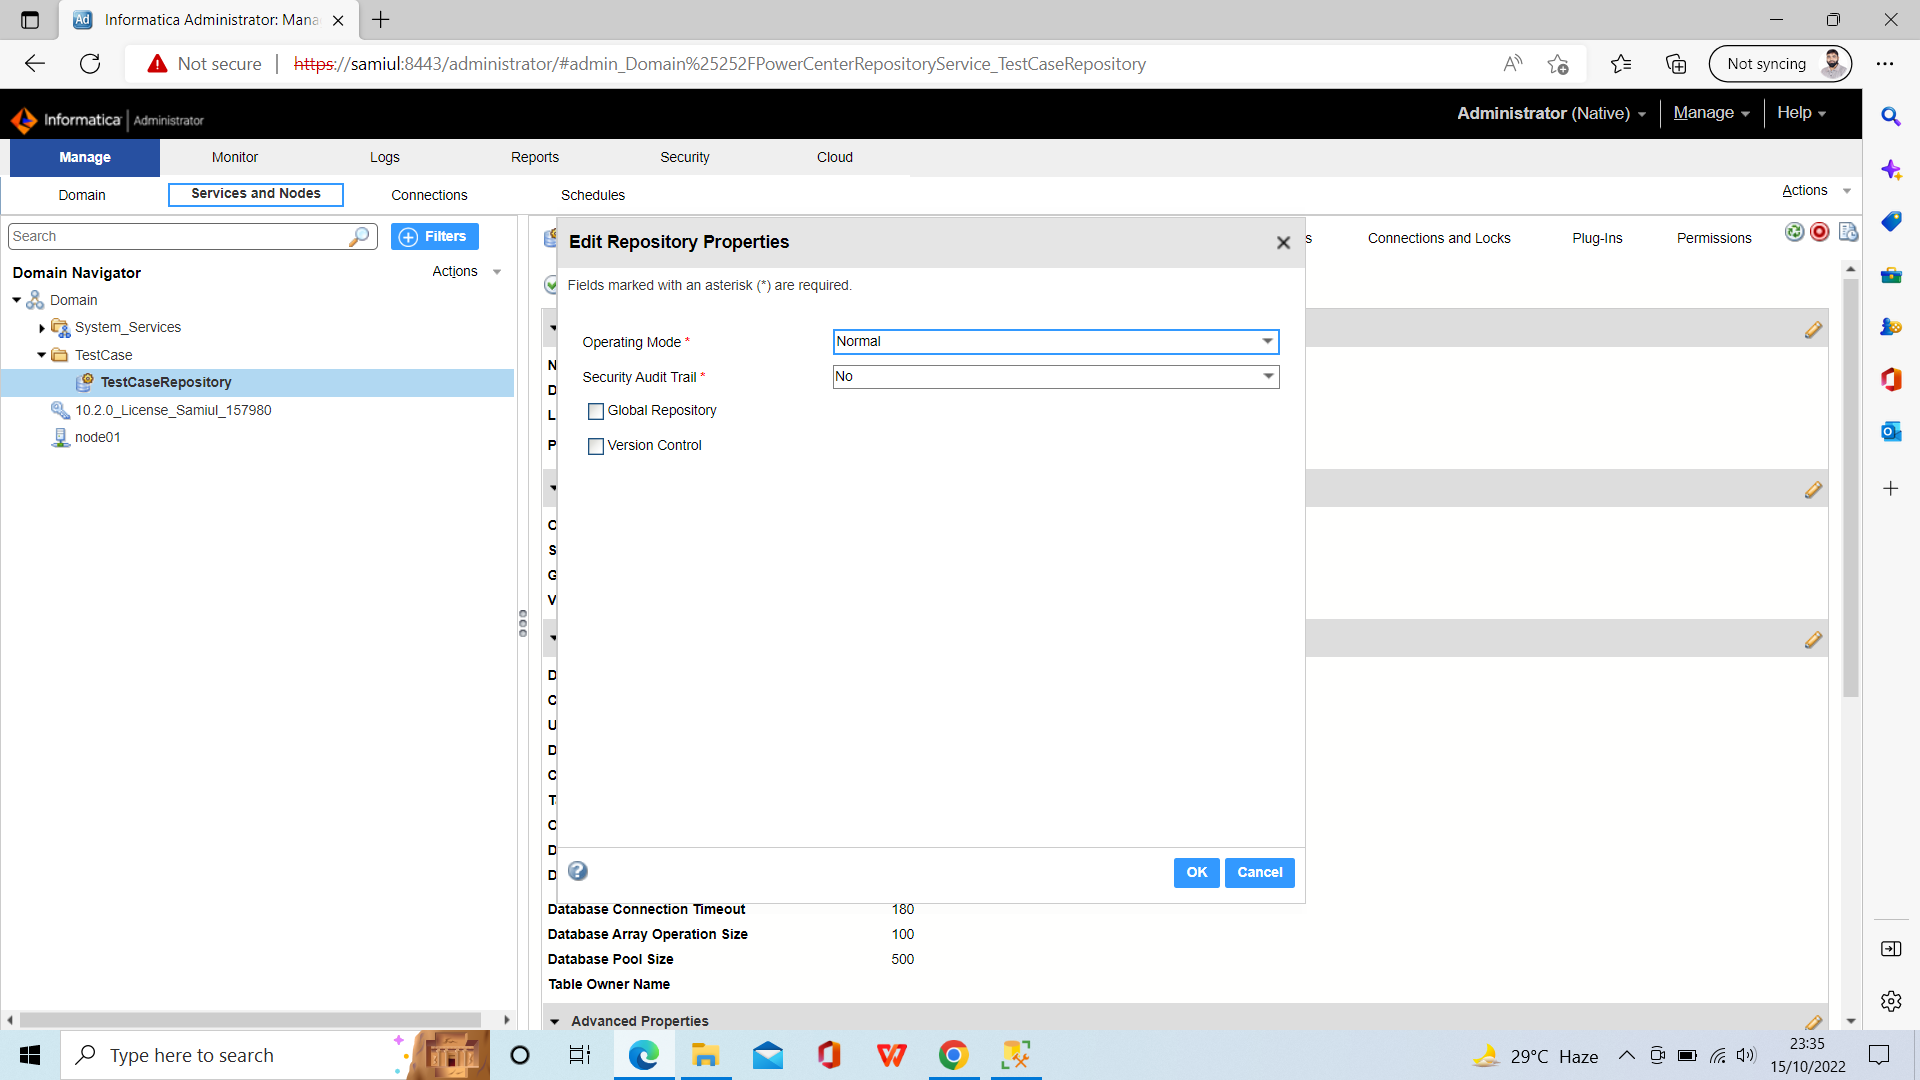 Informatica Administrator: Mana
Not secure
https://samiul:8443/administrator/#admin_Domain%25252FPowerCenterRepositoryService_TestCaseRepository
Not syncing
Informatica | Administrator
Administrator (Native)
Manage
Help
Manage
Monitor
Logs
Reports
Security
Cloud
Domain
Services and Nodes
Connections
Schedules
Actions
Search
Filters
Domain Navigator
Actions
Domain
System_Services
TestCase
TestCaseRepository
10.2.0_License_Samiul_157980
node01
Connections and Locks
Plug-Ins
Permissions
Edit Repository Properties
Fields marked with an asterisk (*) are required.
Operating Mode *
Normal
Security Audit Trail *
No
Global Repository
Version Control
OK
Cancel
Database Connection Timeout 180
Database Array Operation Size 100
Database Pool Size 500
Table Owner Name
Advanced Properties
Type here to search
29°C Haze
23:35
15/10/2022